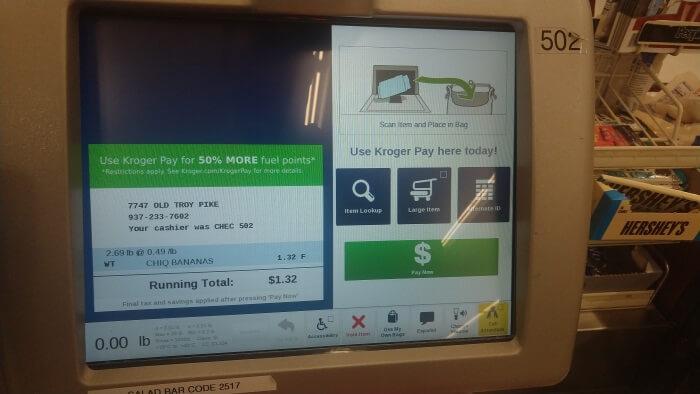 502
Scan Item and Place in Bag
Use Kroger Pay for 50% MORE fuel points*
*Restrictions apply. See Kroger.com/KrogerPay for more details.
Use Kroger Pay here today!
7747 OLD TROY PIKE
937-233-7602
Your cashier was CHEC 502
Item Lookup
Large Item
Alternate ID
2.69 lb @ 0.49 /lb
WT CHIQ BANANAS 1.32 F
Running Total: $1.32
Final tax and savings applied after pressing 'Pay Now'
$
Pay Now
0.00 lb
Accessibility
Void Item
Use My Own Bags
Español
Call Attendant
SALAD BAR CODE 2517
HERSHEY'S